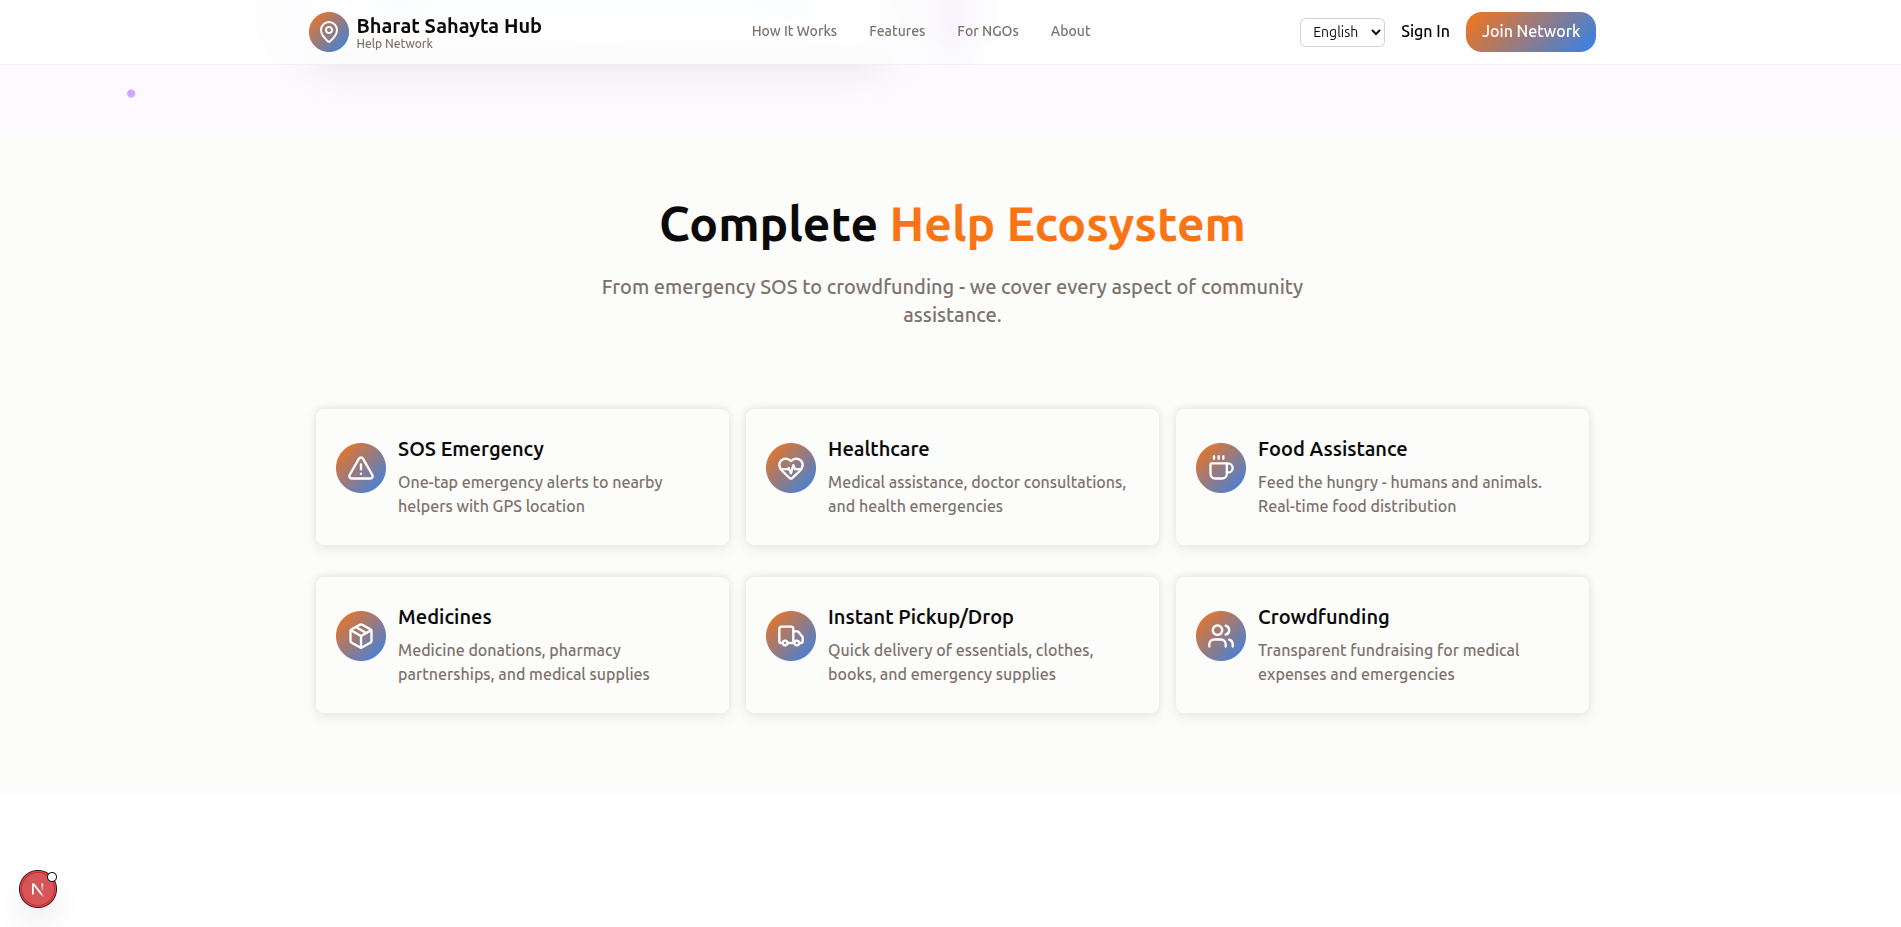 Bharat Sahayta Hub
Help Network
How It Works
Features
For NGOs
About
English
Sign In
Join Network
Complete Help Ecosystem
From emergency SOS to crowdfunding - we cover every aspect of community
assistance.
SOS Emergency
One-tap emergency alerts to nearby
helpers with GPS location
Healthcare
Medical assistance, doctor consultations,
and health emergencies
Food Assistance
Feed the hungry - humans and animals.
Real-time food distribution
Medicines
Medicine donations, pharmacy
partnerships, and medical supplies
Instant Pickup/Drop
Quick delivery of essentials, clothes,
books, and emergency supplies
Crowdfunding
Transparent fundraising for medical
expenses and emergencies
N